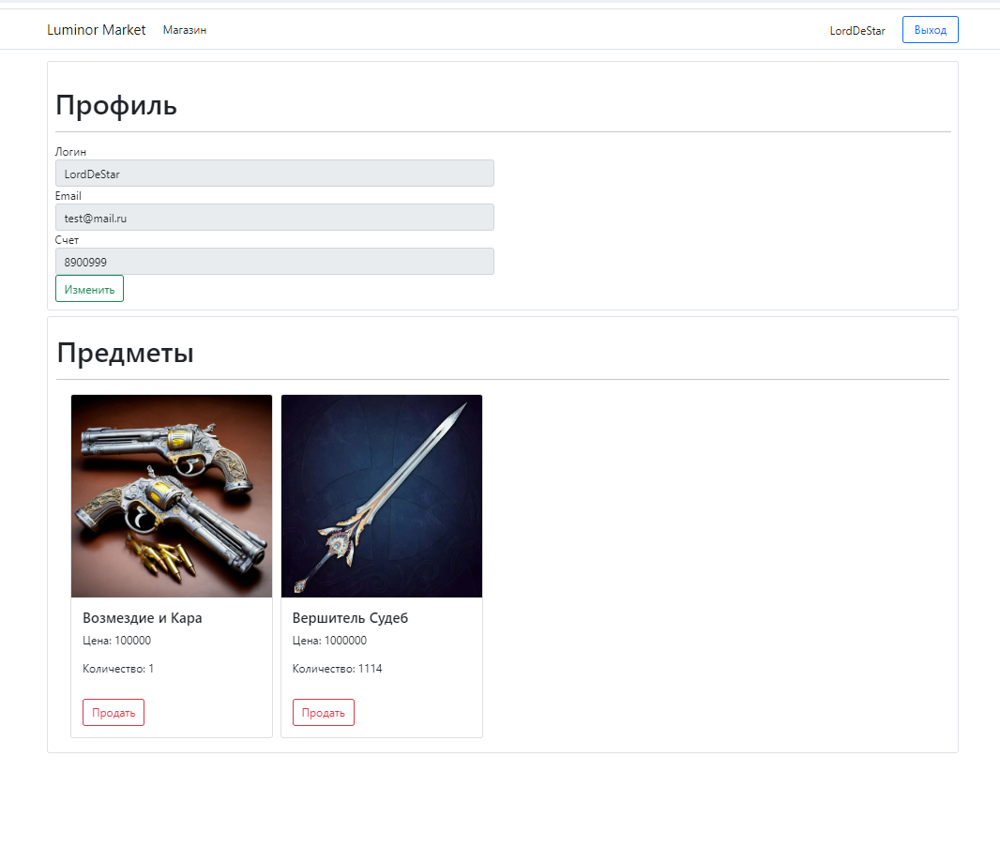 Luminor Market Магазин LordDeStar Выход
Профиль
Логин
LordDeStar
Email
test@mail.ru
Счет
8900999
Изменить
Предметы
Возмездие и Кара
Цена: 100000
Количество: 1
Продать
Вершитель Судеб
Цена: 1000000
Количество: 1114
Продать